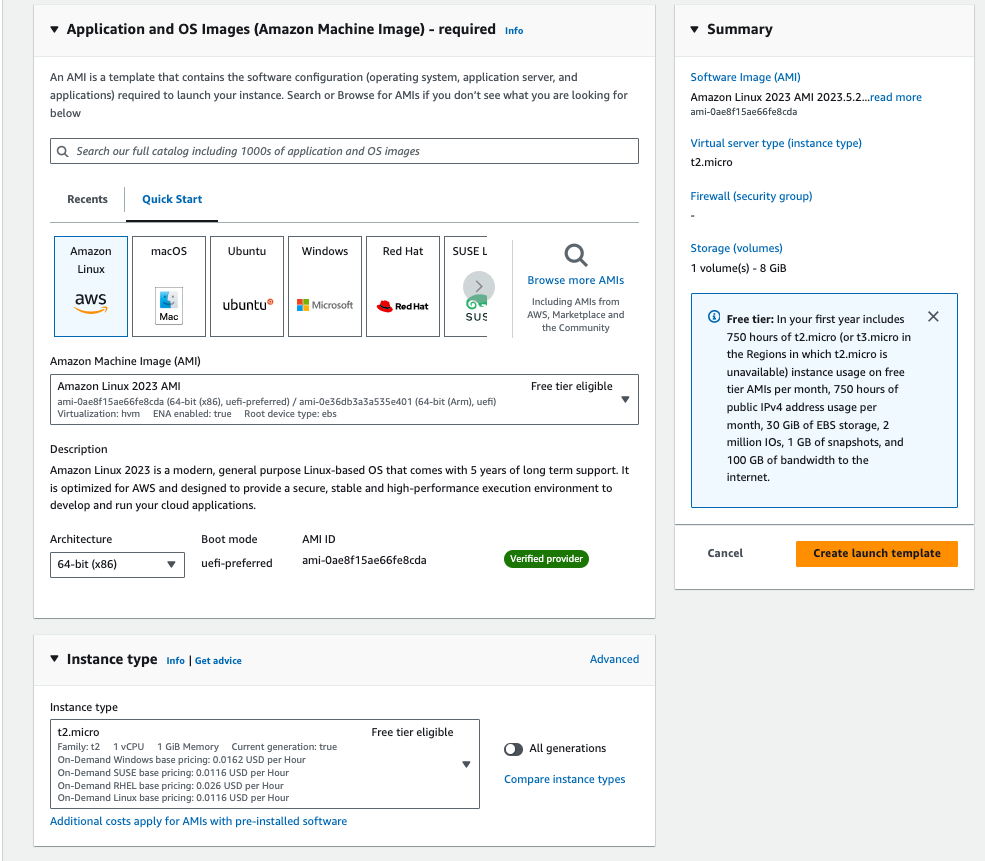 Application and OS Images (Amazon Machine Image) - required Info
An AMI is a template that contains the software configuration (operating system, application server, and
applications) required to launch your instance. Search or Browse for AMIs if you don't see what you are looking for
below
Search our full catalog including 1000s of application and OS images
Recents
Quick Start
Amazon
Linux
aws
macOS
Mac
Ubuntu
ubuntu
Windows
Microsoft
Red Hat
Red Hat
SUSE L
SUS
Browse more AMIs
Including AMIs from
AWS, Marketplace and
the Community
Amazon Machine Image (AMI)
Amazon Linux 2023 AMI Free tier eligible
ami-0ae8f15ae66fe8cda (64-bit (x86), uefi-preferred) / ami-0e36db3a3a535e401 (64-bit (Arm), uefi)
Virtualization: hvm ENA enabled: true Root device type: ebs
Description
Amazon Linux 2023 is a modern, general purpose Linux-based OS that comes with 5 years of long term support. It
is optimized for AWS and designed to provide a secure, stable and high-performance execution environment to
develop and run your cloud applications.
Architecture Boot mode AMI ID
64-bit (x86) uefi-preferred ami-0ae8f15ae66fe8cda Verified provider
Instance type Info | Get advice Advanced
Instance type
t2.micro Free tier eligible
Family: t2 1 vCPU 1 GiB Memory Current generation: true
On-Demand Windows base pricing: 0.0162 USD per Hour
On-Demand SUSE base pricing: 0.0116 USD per Hour
On-Demand RHEL base pricing: 0.026 USD per Hour
On-Demand Linux base pricing: 0.0116 USD per Hour
All generations
Compare instance types
Additional costs apply for AMIs with pre-installed software
Summary
Software Image (AMI)
Amazon Linux 2023 AMI 2023.5.2...read more
ami-0ae8f15ae66fe8cda
Virtual server type (instance type)
t2.micro
Firewall (security group)
-
Storage (volumes)
1 volume(s) - 8 GiB
Free tier: In your first year includes
750 hours of t2.micro (or t3.micro in
the Regions in which t2.micro is
unavailable) instance usage on free
tier AMIs per month, 750 hours of
public IPv4 address usage per
month, 30 GiB of EBS storage, 2
million IOs, 1 GB of snapshots, and
100 GB of bandwidth to the
internet.
Cancel
Create launch template